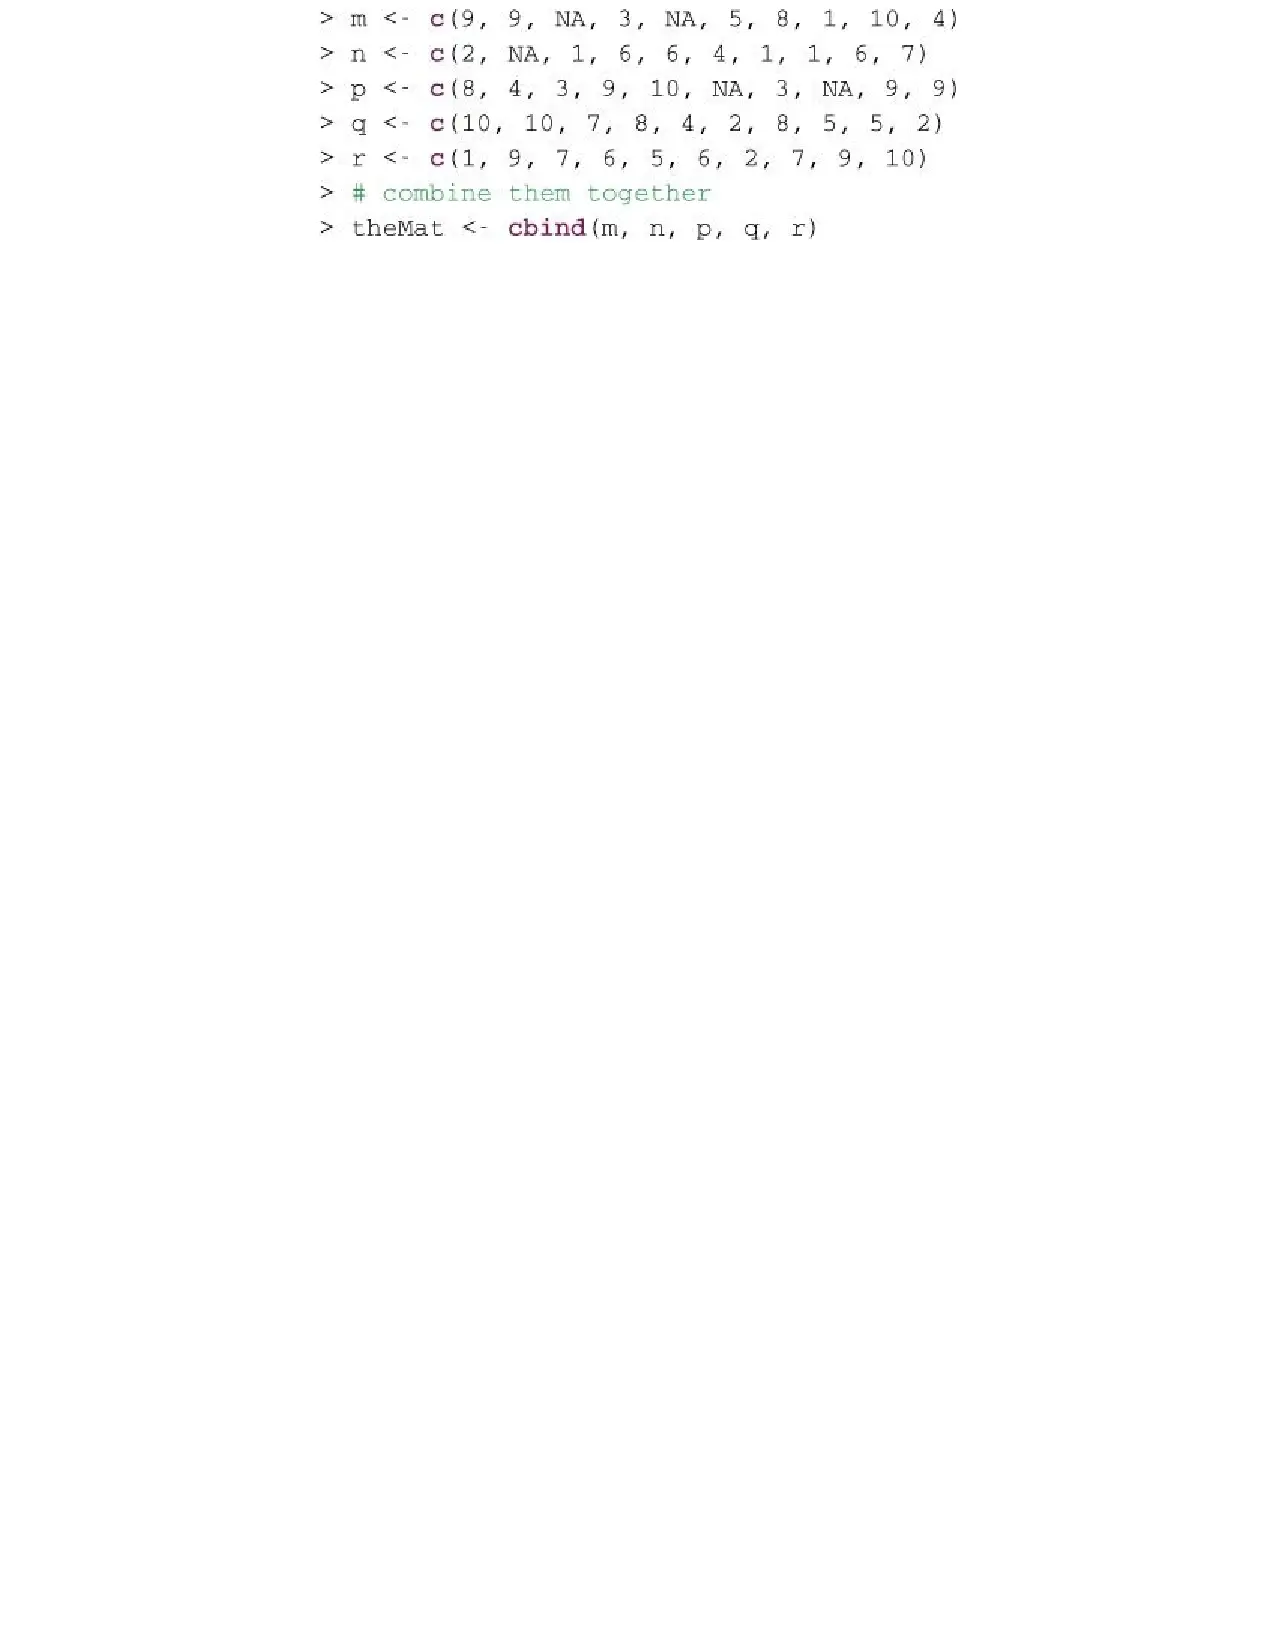 > m <- c(9, 9, NA, 3, NA, 5, 8, 1, 10, 4)
> n <- c(2, NA, 1, 6, 6, 4, 1, 1, 6, 7)
> p <- c(8, 4, 3, 9, 10, NA, 3, NA, 9, 9)
> q <- c(10, 10, 7, 8, 4, 2, 8, 5, 5, 2)
> r <- c(1, 9, 7, 6, 5, 6, 2, 7, 9, 10)
> # combine them together
> theMat <- cbind(m, n, p, q, r)